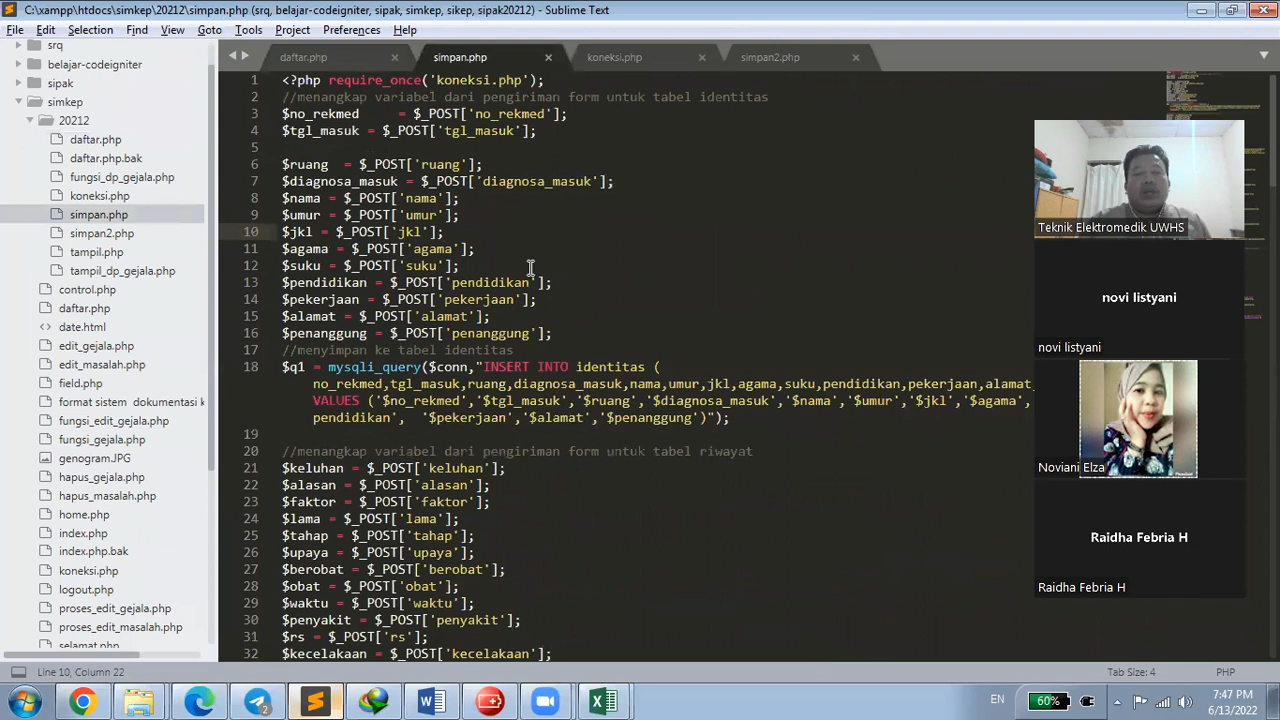 C:\xampp\htdocs\simkep\20212\simpan.php (srq, belajar-codeigniter, sipak, simkep, sikep, sipak20212) - Sublime Text
File Edit Selection Find View Goto Tools Project Preferences Help
srq
belajar-codeigniter
sipak
simkep
20212
daftar.php
daftar.php.bak
fungsi_dp_gejala.php
koneksi.php
simpan.php
simpan2.php
tampil.php
tampil_dp_gejala.php
control.php
daftar.php
date.html
edit_gejala.php
edit_masalah.php
field.php
format sistem dokumentasi k
fungsi_edit_gejala.php
fungsi_gejala.php
genogram.JPG
hapus_gejala.php
hapus_masalah.php
home.php
index.php
index.php.bak
koneksi.php
logout.php
proses_edit_gejala.php
proses_edit_masalah.php
selamat.php
daftar.php simpan.php koneksi.php simpan2.php
1 <?php require_once('koneksi.php');
2 //menangkap variabel dari pengiriman form untuk tabel identitas
3 $no_rekmed = $_POST['no_rekmed'];
4 $tgl_masuk = $_POST['tgl_masuk'];
5
6 $ruang = $_POST['ruang'];
7 $diagnosa_masuk = $_POST['diagnosa_masuk'];
8 $nama = $_POST['nama'];
9 $umur = $_POST['umur'];
10 $jkl = $_POST['jkl'];
11 $agama = $_POST['agama'];
12 $suku = $_POST['suku'];
13 $pendidikan = $_POST['pendidikan'];
14 $pekerjaan = $_POST['pekerjaan'];
15 $alamat = $_POST['alamat'];
16 $penanggung = $_POST['penanggung'];
17 //menyimpan ke tabel identitas
18 $q1 = mysqli_query($conn,"INSERT INTO identitas (
no_rekmed,tgl_masuk,ruang,diagnosa_masuk,nama,umur,jkl,agama,suku,pendidikan,pekerjaan,alamat,
VALUES ('$no_rekmed','$tgl_masuk','$ruang','$diagnosa_masuk','$nama','$umur','$jkl','$agama',
pendidikan', '$pekerjaan','$alamat','$penanggung')");
19
20 //menangkap variabel dari pengiriman form untuk tabel riwayat
21 $keluhan = $_POST['keluhan'];
22 $alasan = $_POST['alasan'];
23 $faktor = $_POST['faktor'];
24 $lama = $_POST['lama'];
25 $tahap = $_POST['tahap'];
26 $upaya = $_POST['upaya'];
27 $berobat = $_POST['berobat'];
28 $obat = $_POST['obat'];
29 $waktu = $_POST['waktu'];
30 $penyakit = $_POST['penyakit'];
31 $rs = $_POST['rs'];
32 $kecelakaan = $_POST['kecelakaan'];
Teknik Elektromedik UWHS
novi listyani
novi listyani
Noviani Elza
Raidha Febria H
Raidha Febria H
Line 10, Column 22
Tab Size: 4
PHP
EN
60%
7:47 PM
6/13/2022